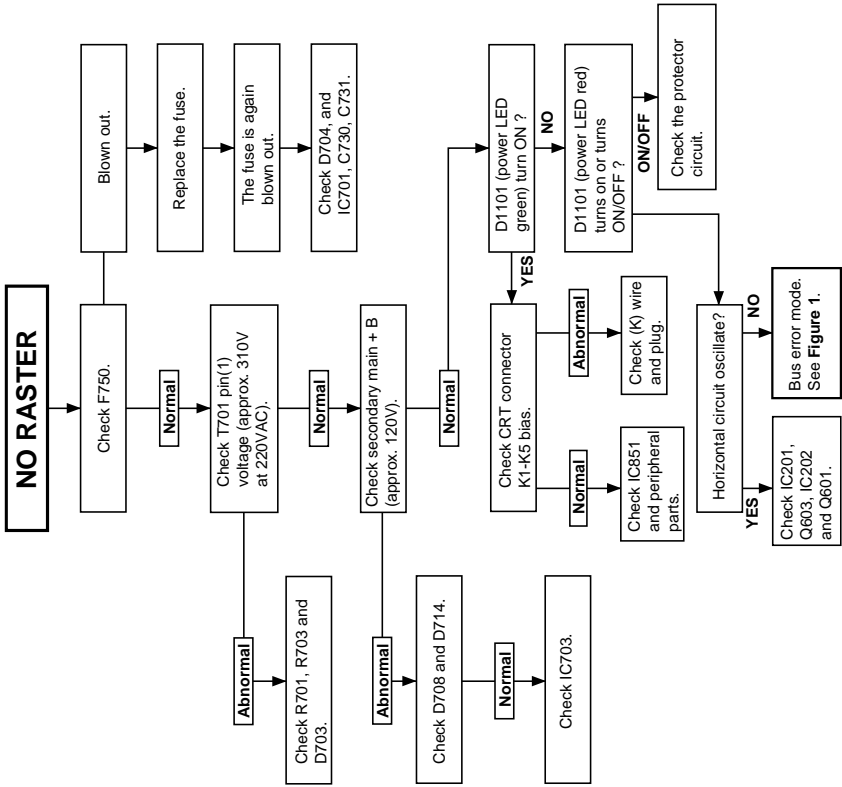 NO RASTER
Check F750.
Blown out.
Replace the fuse.
The fuse is again
blown out.
Check D704, and
IC701, C730, C731.
Normal
Check T701 pin(1)
voltage (approx. 310V
at 220VAC).
Abnormal
Check R701, R703 and
D703.
Normal
Check secondary main + B
(approx. 120V).
Abnormal
Check D708 and D714.
Normal
Check IC703.
Normal
D1101 (power LED
green) turn ON ?
YES
NO
Check CRT connector
K1-K5 bias.
Normal
Check IC851
and peripheral
parts.
Abnormal
Check (K) wire
and plug.
D1101 (power LED red)
turns on or turns
ON/OFF ?
ON/OFF
Check the protector
circuit.
Horizontal circuit oscillate?
YES
Check IC201,
Q603, IC202
and Q601.
NO
Bus error mode.
See Figure 1.